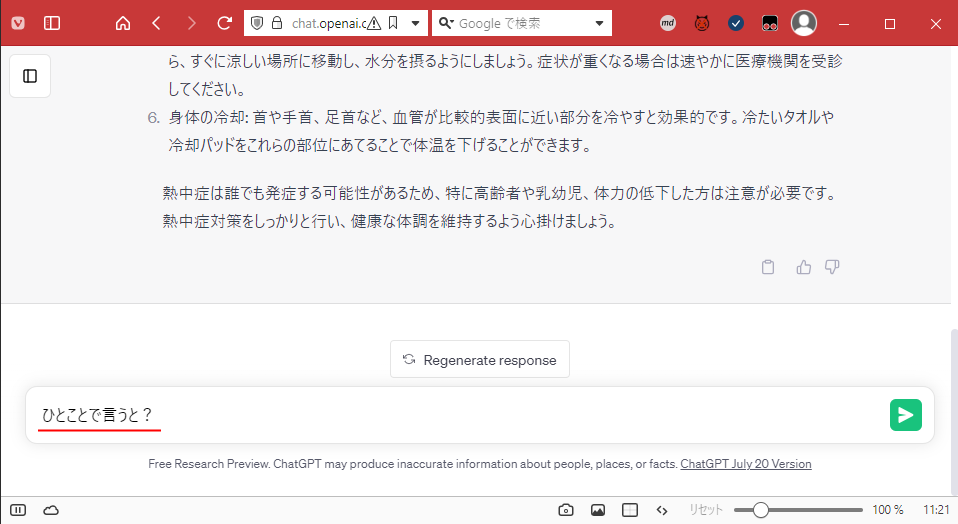 chat.openai.c
Google で検索
md
ら、すぐに涼しい場所に移動し、水分を摂るようにしましょう。症状が重くなる場合は速やかに医療機関を受診
してください。
6. 身体の冷却: 首や手首、足首など、血管が比較的表面に近い部分を冷やすと効果的です。冷たいタオルや
冷却パッドをこれらの部位にあてることで体温を下げることができます。
熱中症は誰でも発症する可能性があるため、特に高齢者や乳幼児、体力の低下した方は注意が必要です。
熱中症対策をしっかりと行い、健康な体調を維持するよう心掛けましょう。
Regenerate response
ひとことで言うと？
Free Research Preview. ChatGPT may produce inaccurate information about people, places, or facts. ChatGPT July 20 Version
リセット 100 % 11:21